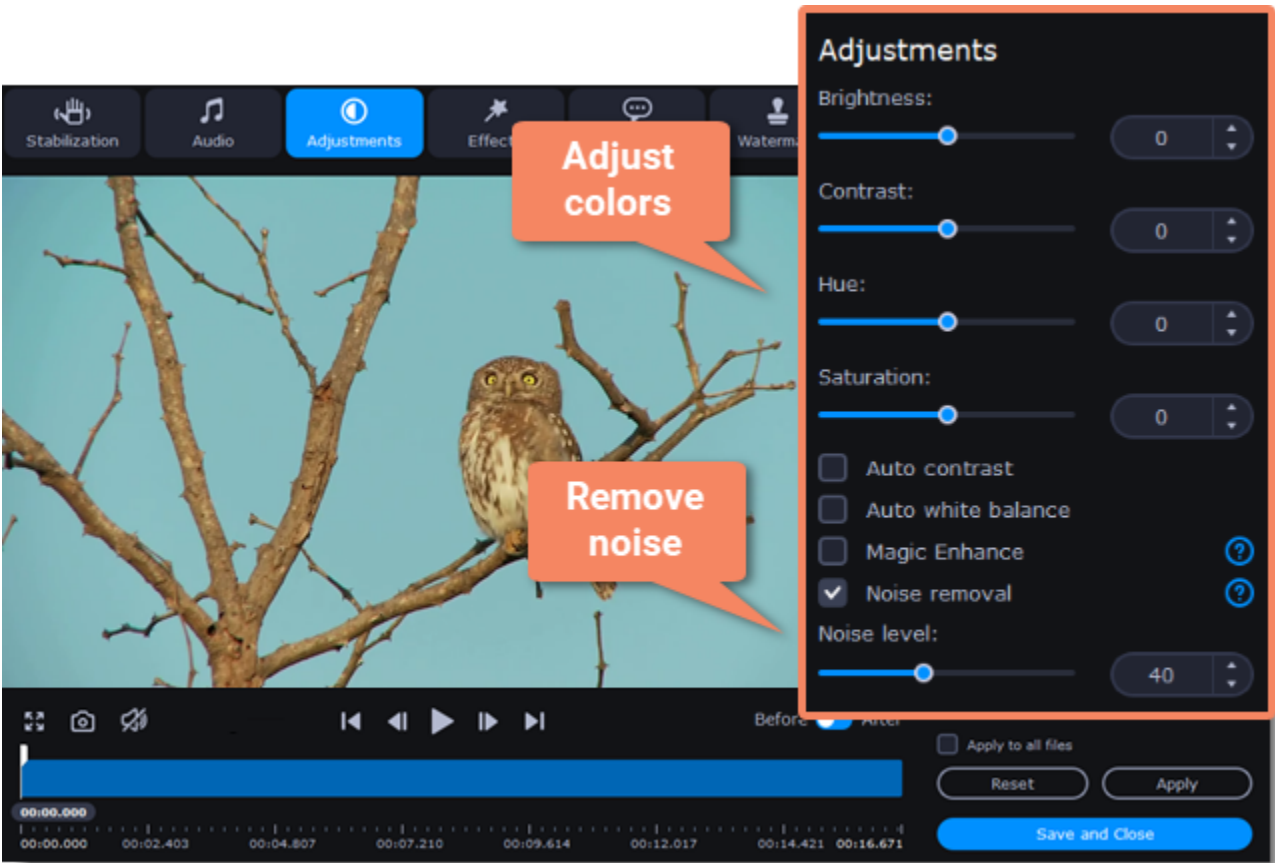 Adjustments
Brightness:
0
Contrast:
0
Hue:
0
Saturation:
0
Auto contrast
Auto white balance
Magic Enhance
?
Noise removal
?
Noise level:
40
Stabilization
Audio
Adjustments
Effec
Waterma
Adjust
colors
Remove
noise
Before
After
Apply to all files
Reset
Apply
Save and Close
00:00.000
00:00.000 00:02.403 00:04.807 00:07.210 00:09.614 00:12.017 00:14.421 00:16.671